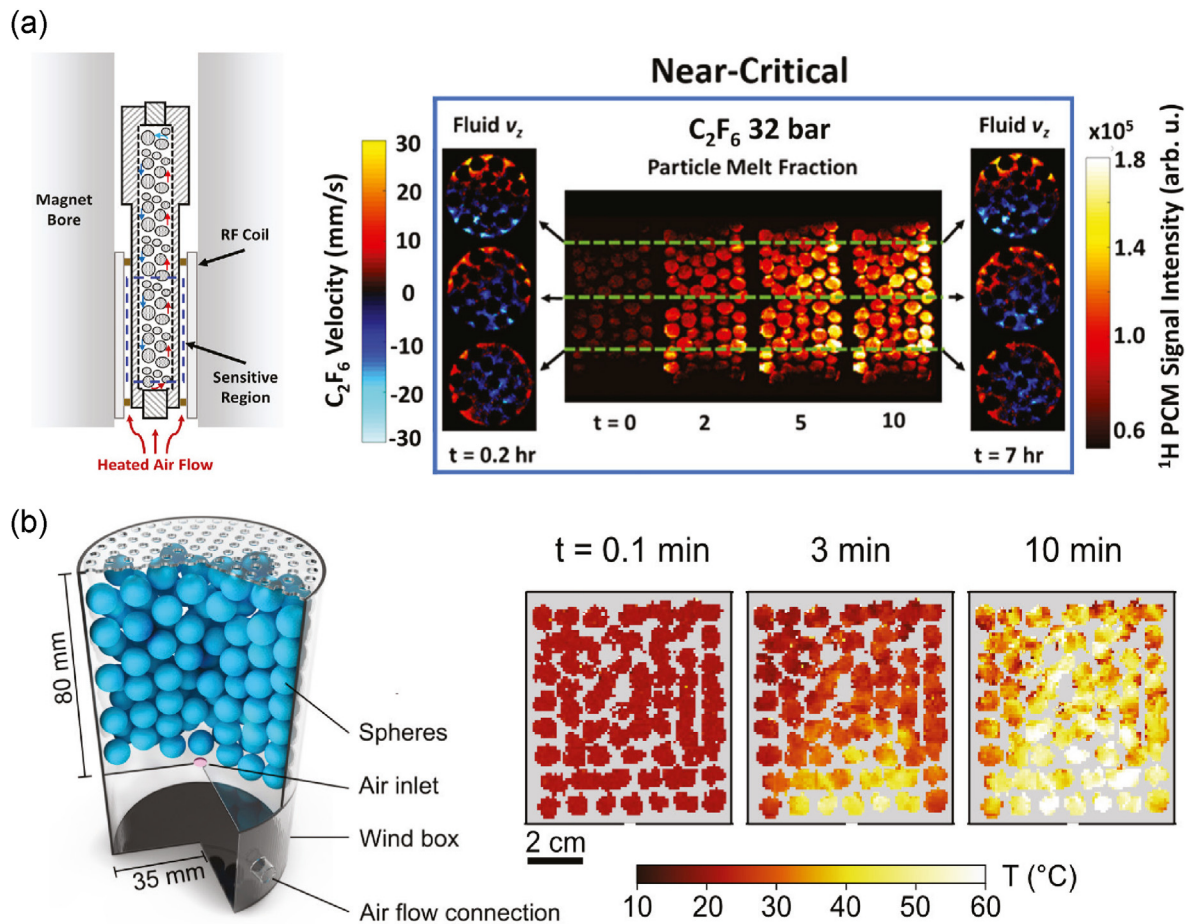 (a)
Magnet
Bore
RF Coil
Sensitive
Region
Heated Air Flow
Near-Critical
C₂F₆ Velocity (mm/s)
30
20
10
0
-10
-20
-30
Fluid vz
C₂F₆ 32 bar
Particle Melt Fraction
Fluid vz
t = 0
2
5
10
t = 0.2 hr
t = 7 hr
x10⁵
1.8
1.4
1.0
0.6
¹H PCM Signal Intensity (arb. u.)
(b)
80 mm
35 mm
Spheres
Air inlet
Wind box
Air flow connection
t = 0.1 min
3 min
10 min
2 cm
T (°C)
10
20
30
40
50
60